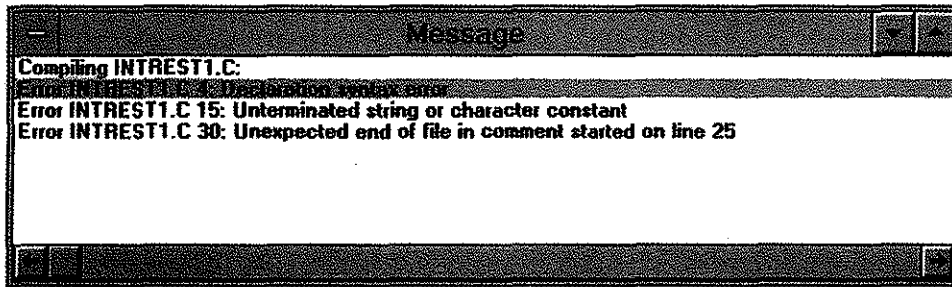 Message
Compiling INTREST1.C:
Error INTREST1.C 4: Declaration syntax error
Error INTREST1.C 15: Unterminated string or character constant
Error INTREST1.C 30: Unexpected end of file in comment started on line 25